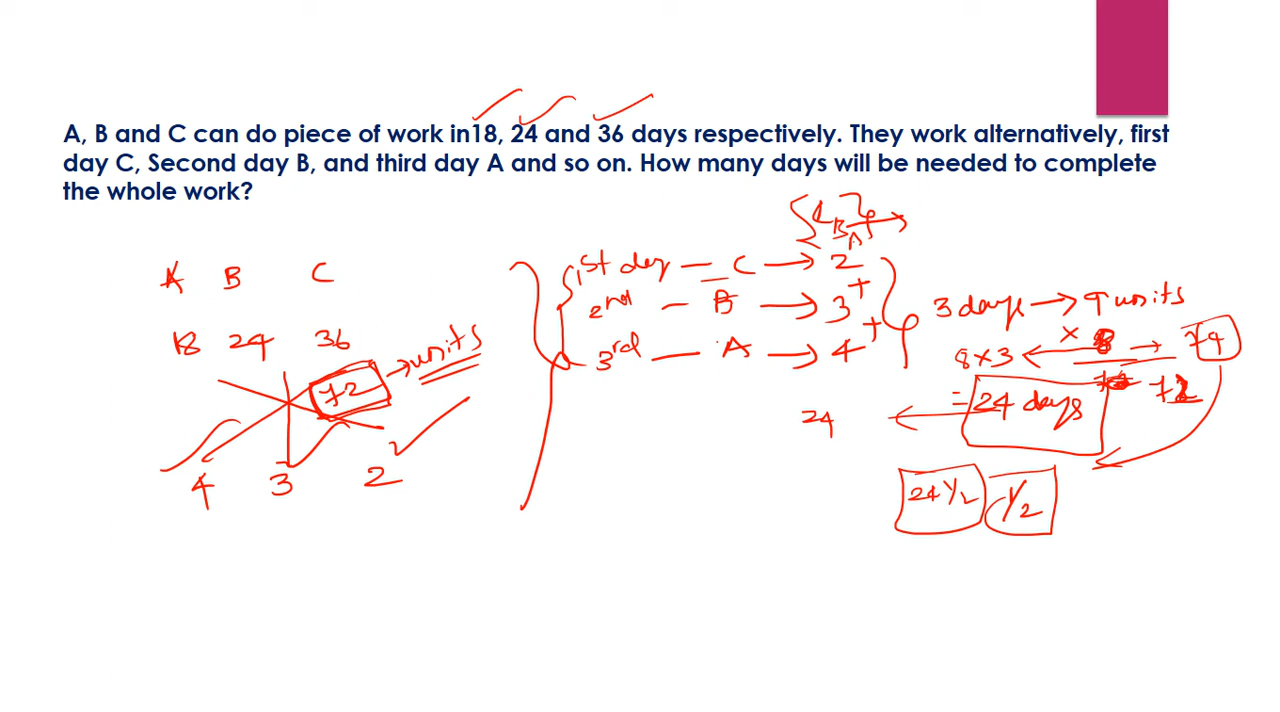 A, B and C can do piece of work in18, 24 and 36 days respectively. They work alternatively, first
day C, Second day B, and third day A and so on. How many days will be needed to complete
the whole work?
A B C
18 24 36
72 → units
4 3 2
C B A
1st day — C → 2
2nd — B → 3 +
3rd — A → 4 +
3 days → 9 units
8 × 3 ← × 8 → 74
72
24 ← = 24 days
24 1/2 1/2